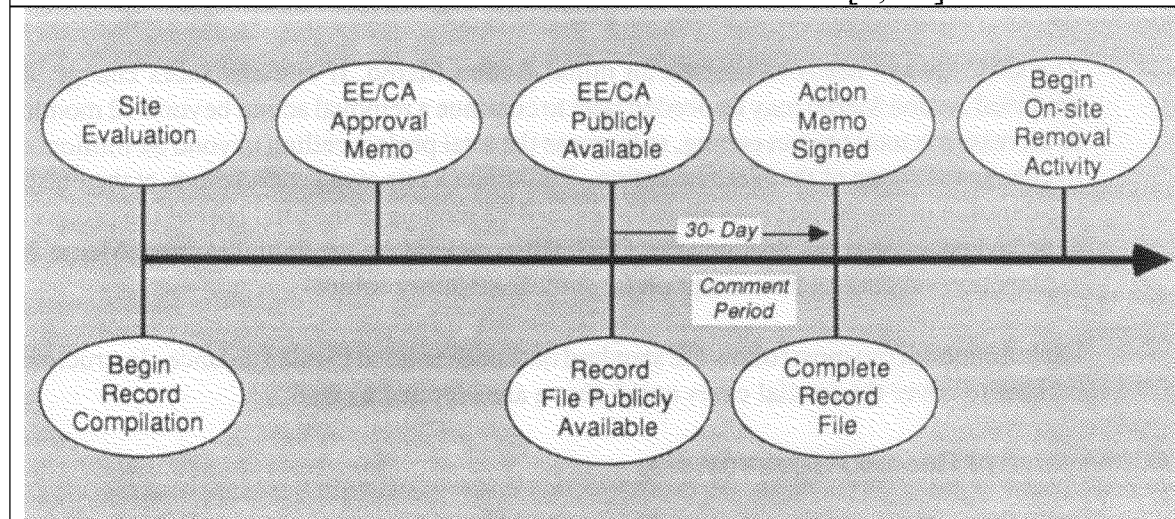 Site
Evaluation
EE/CA
Approval
Memo
EE/CA
Publicly
Available
Action
Memo
Signed
Begin
On-site
Removal
Activity
30- Day
Comment
Period
Begin
Record
Compilation
Record
File Publicly
Available
Complete
Record
File